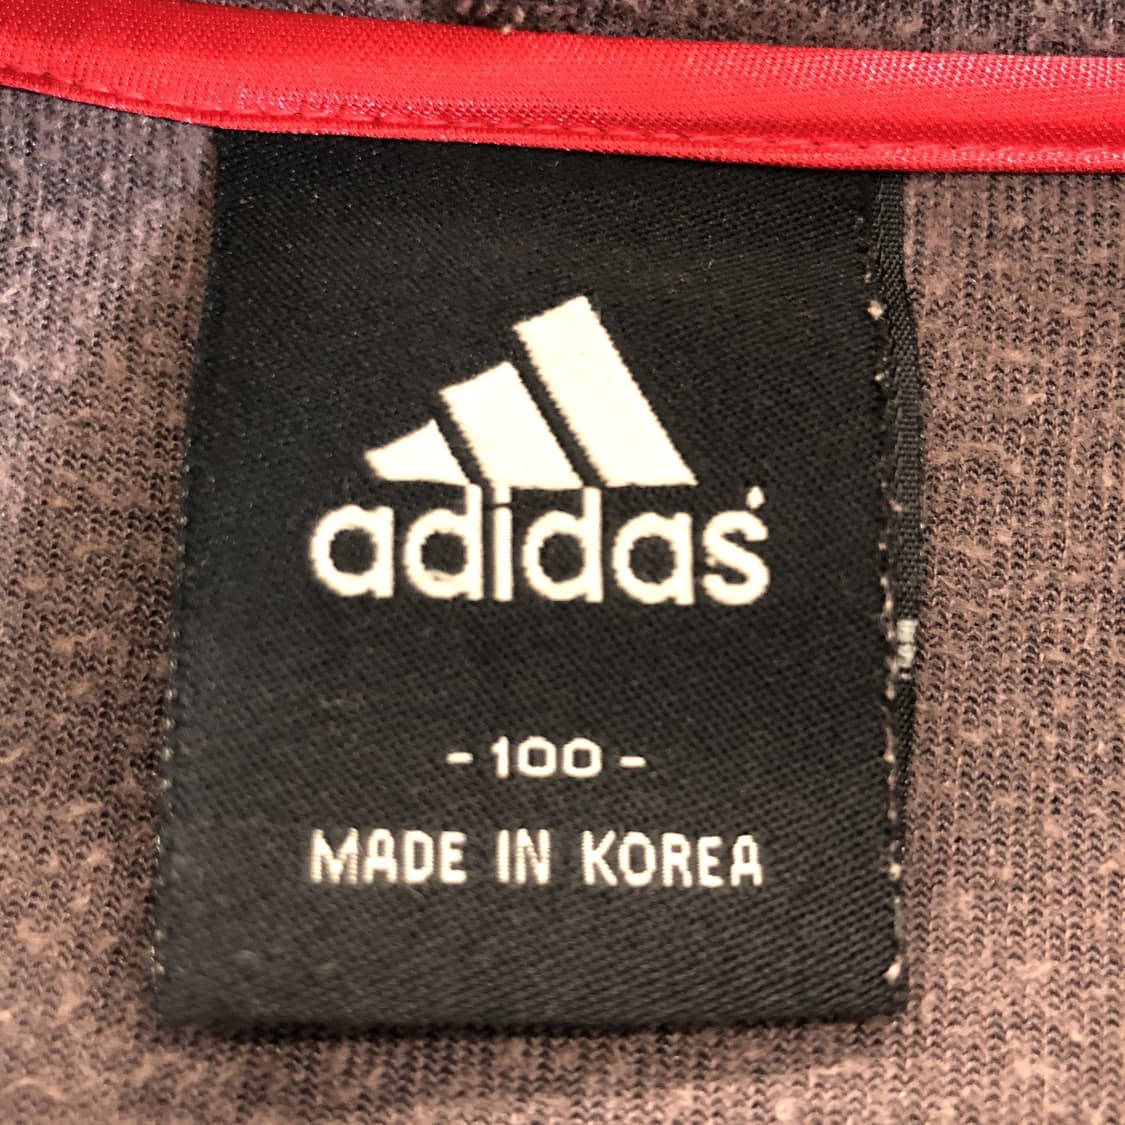 adidas
- 100 -
MADE IN KOREA